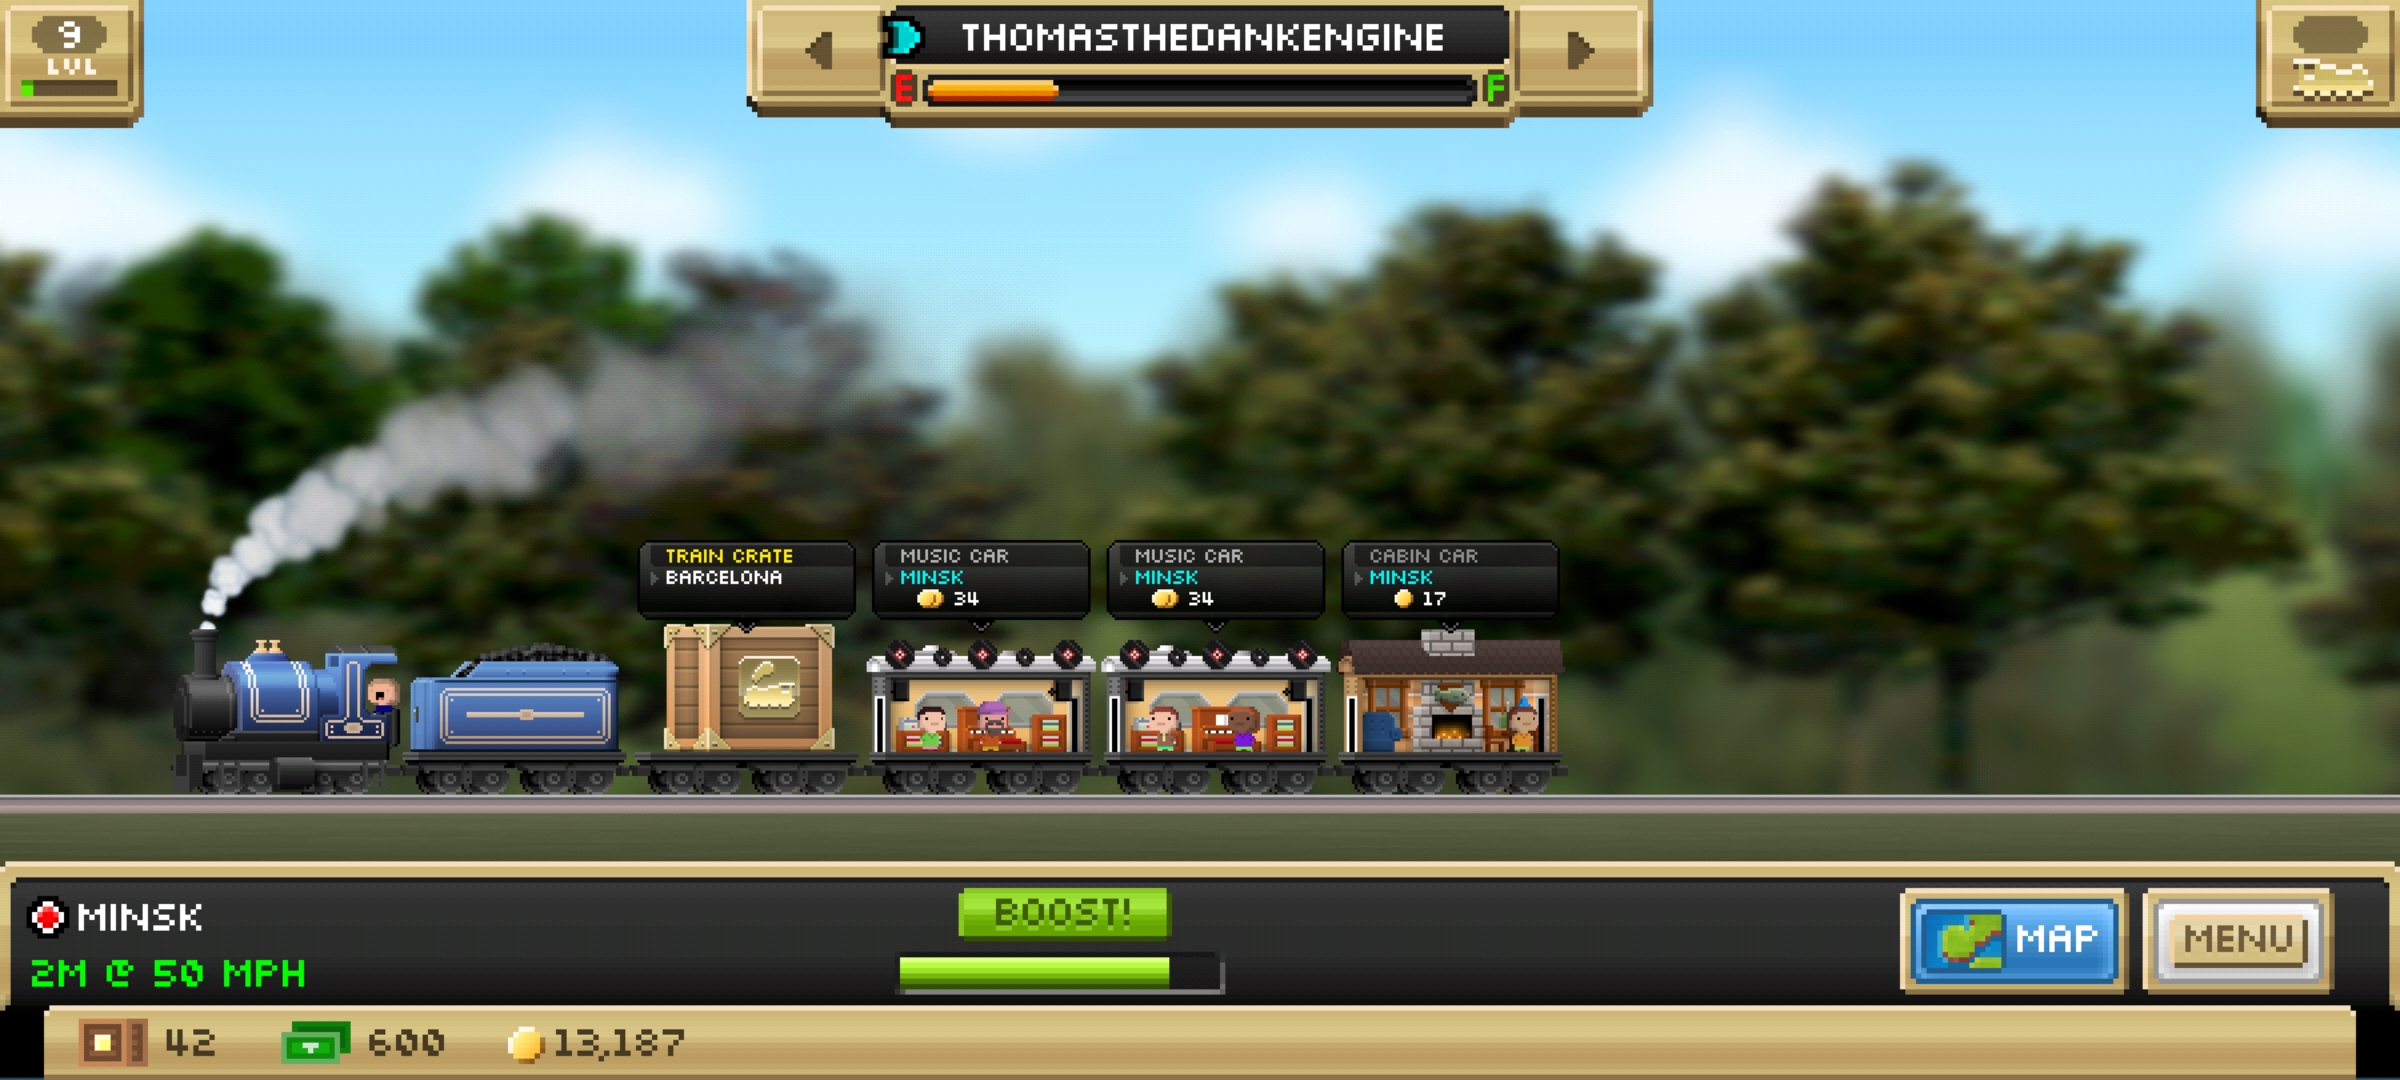 9
LVL
THOMASTHEDANKENGINE
E
F
TRAIN CRATE
BARCELONA
MUSIC CAR
MINSK
34
MUSIC CAR
MINSK
34
CABIN CAR
MINSK
17
MINSK
2M @ 50 MPH
BOOST!
MAP
MENU
42
600
13,187